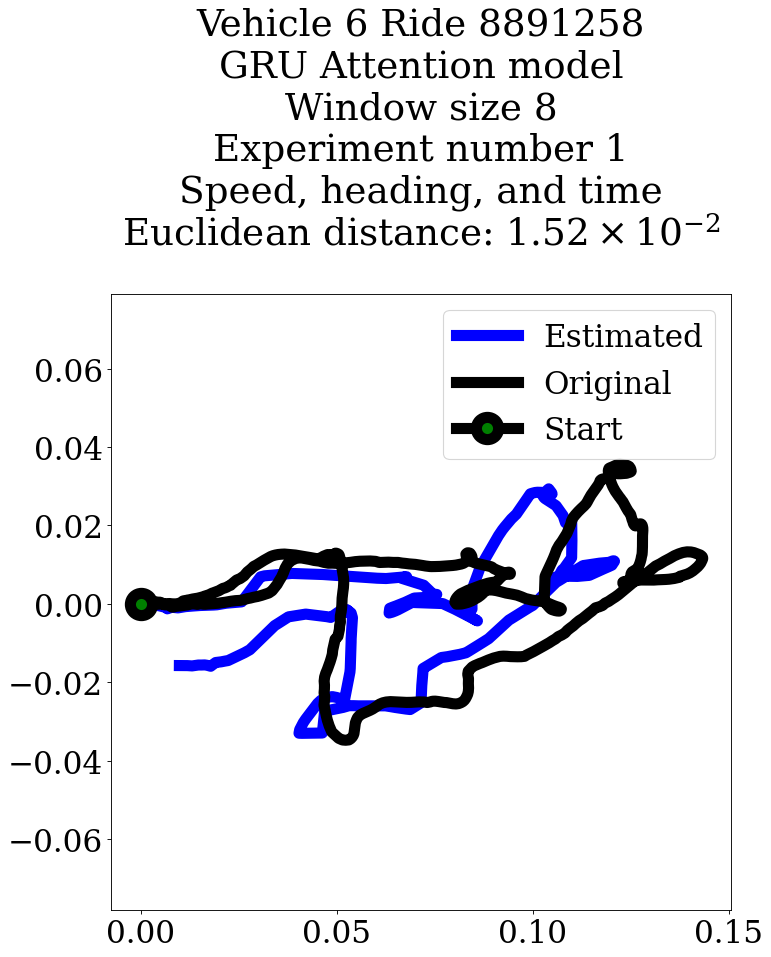 Vehicle 6 Ride 8891258
GRU Attention model
Window size 8
Experiment number 1
Speed, heading, and time
Euclidean distance: 1.52 × 10⁻²
Estimated
Original
Start
0.06
0.04
0.02
0.00
−0.02
−0.04
−0.06
0.00 0.05 0.10 0.15